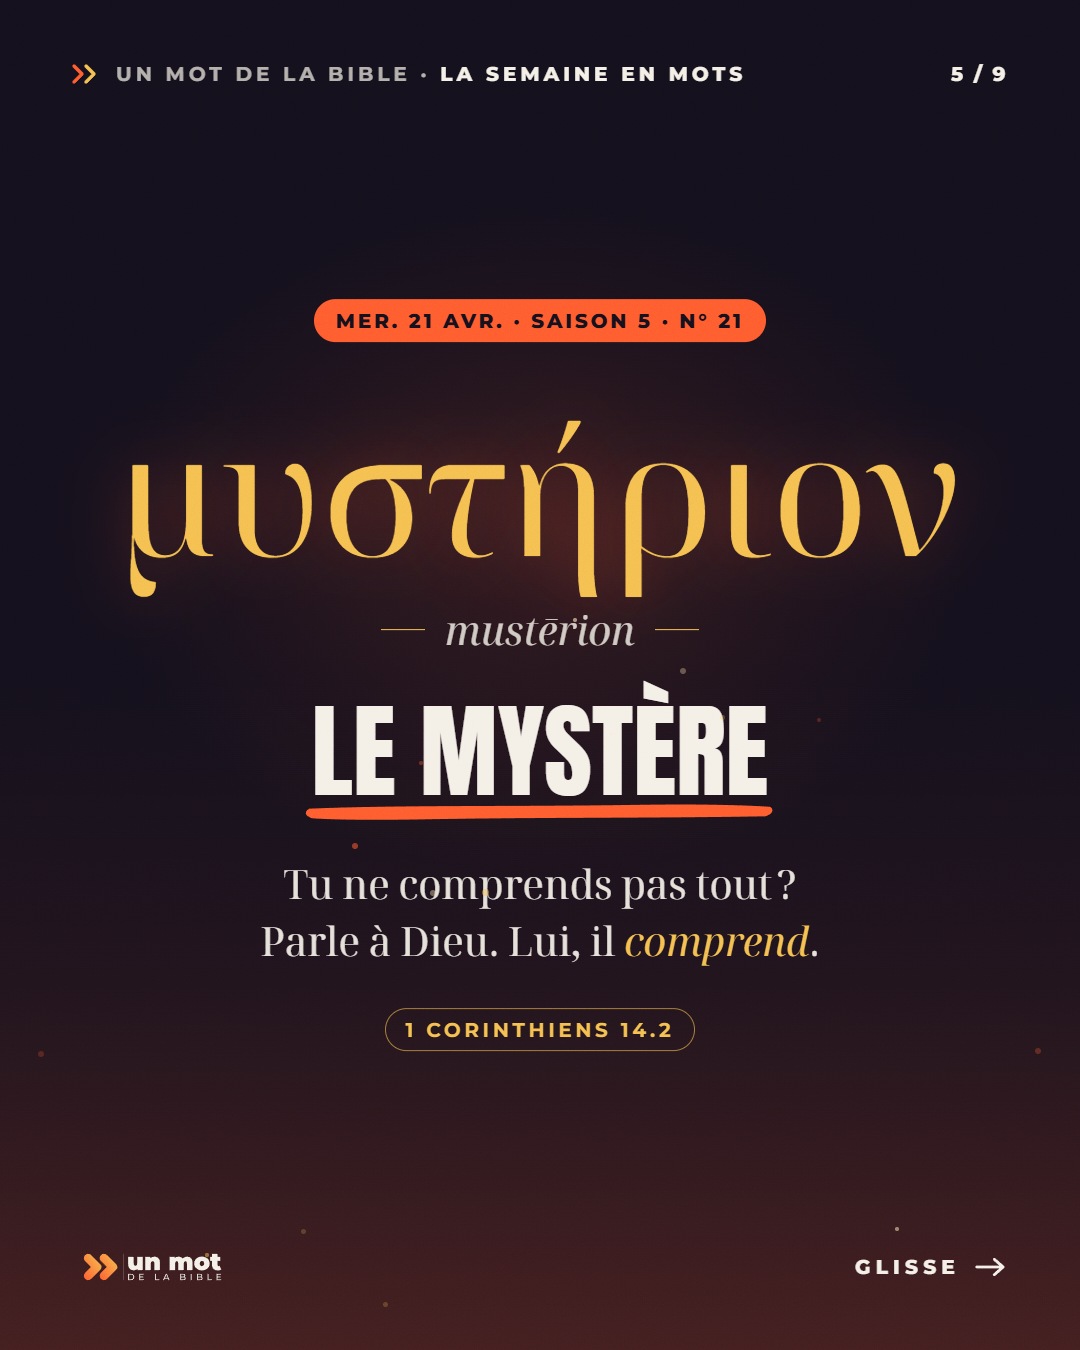 UN MOT DE LA BIBLE · LA SEMAINE EN MOTS
5 / 9
MER. 21 AVR. · SAISON 5 · N° 21
μυστήριον
mustērion
LE MYSTÈRE
Tu ne comprends pas tout ?
Parle à Dieu. Lui, il comprend.
1 CORINTHIENS 14.2
un mot
DE LA BIBLE
GLISSE →